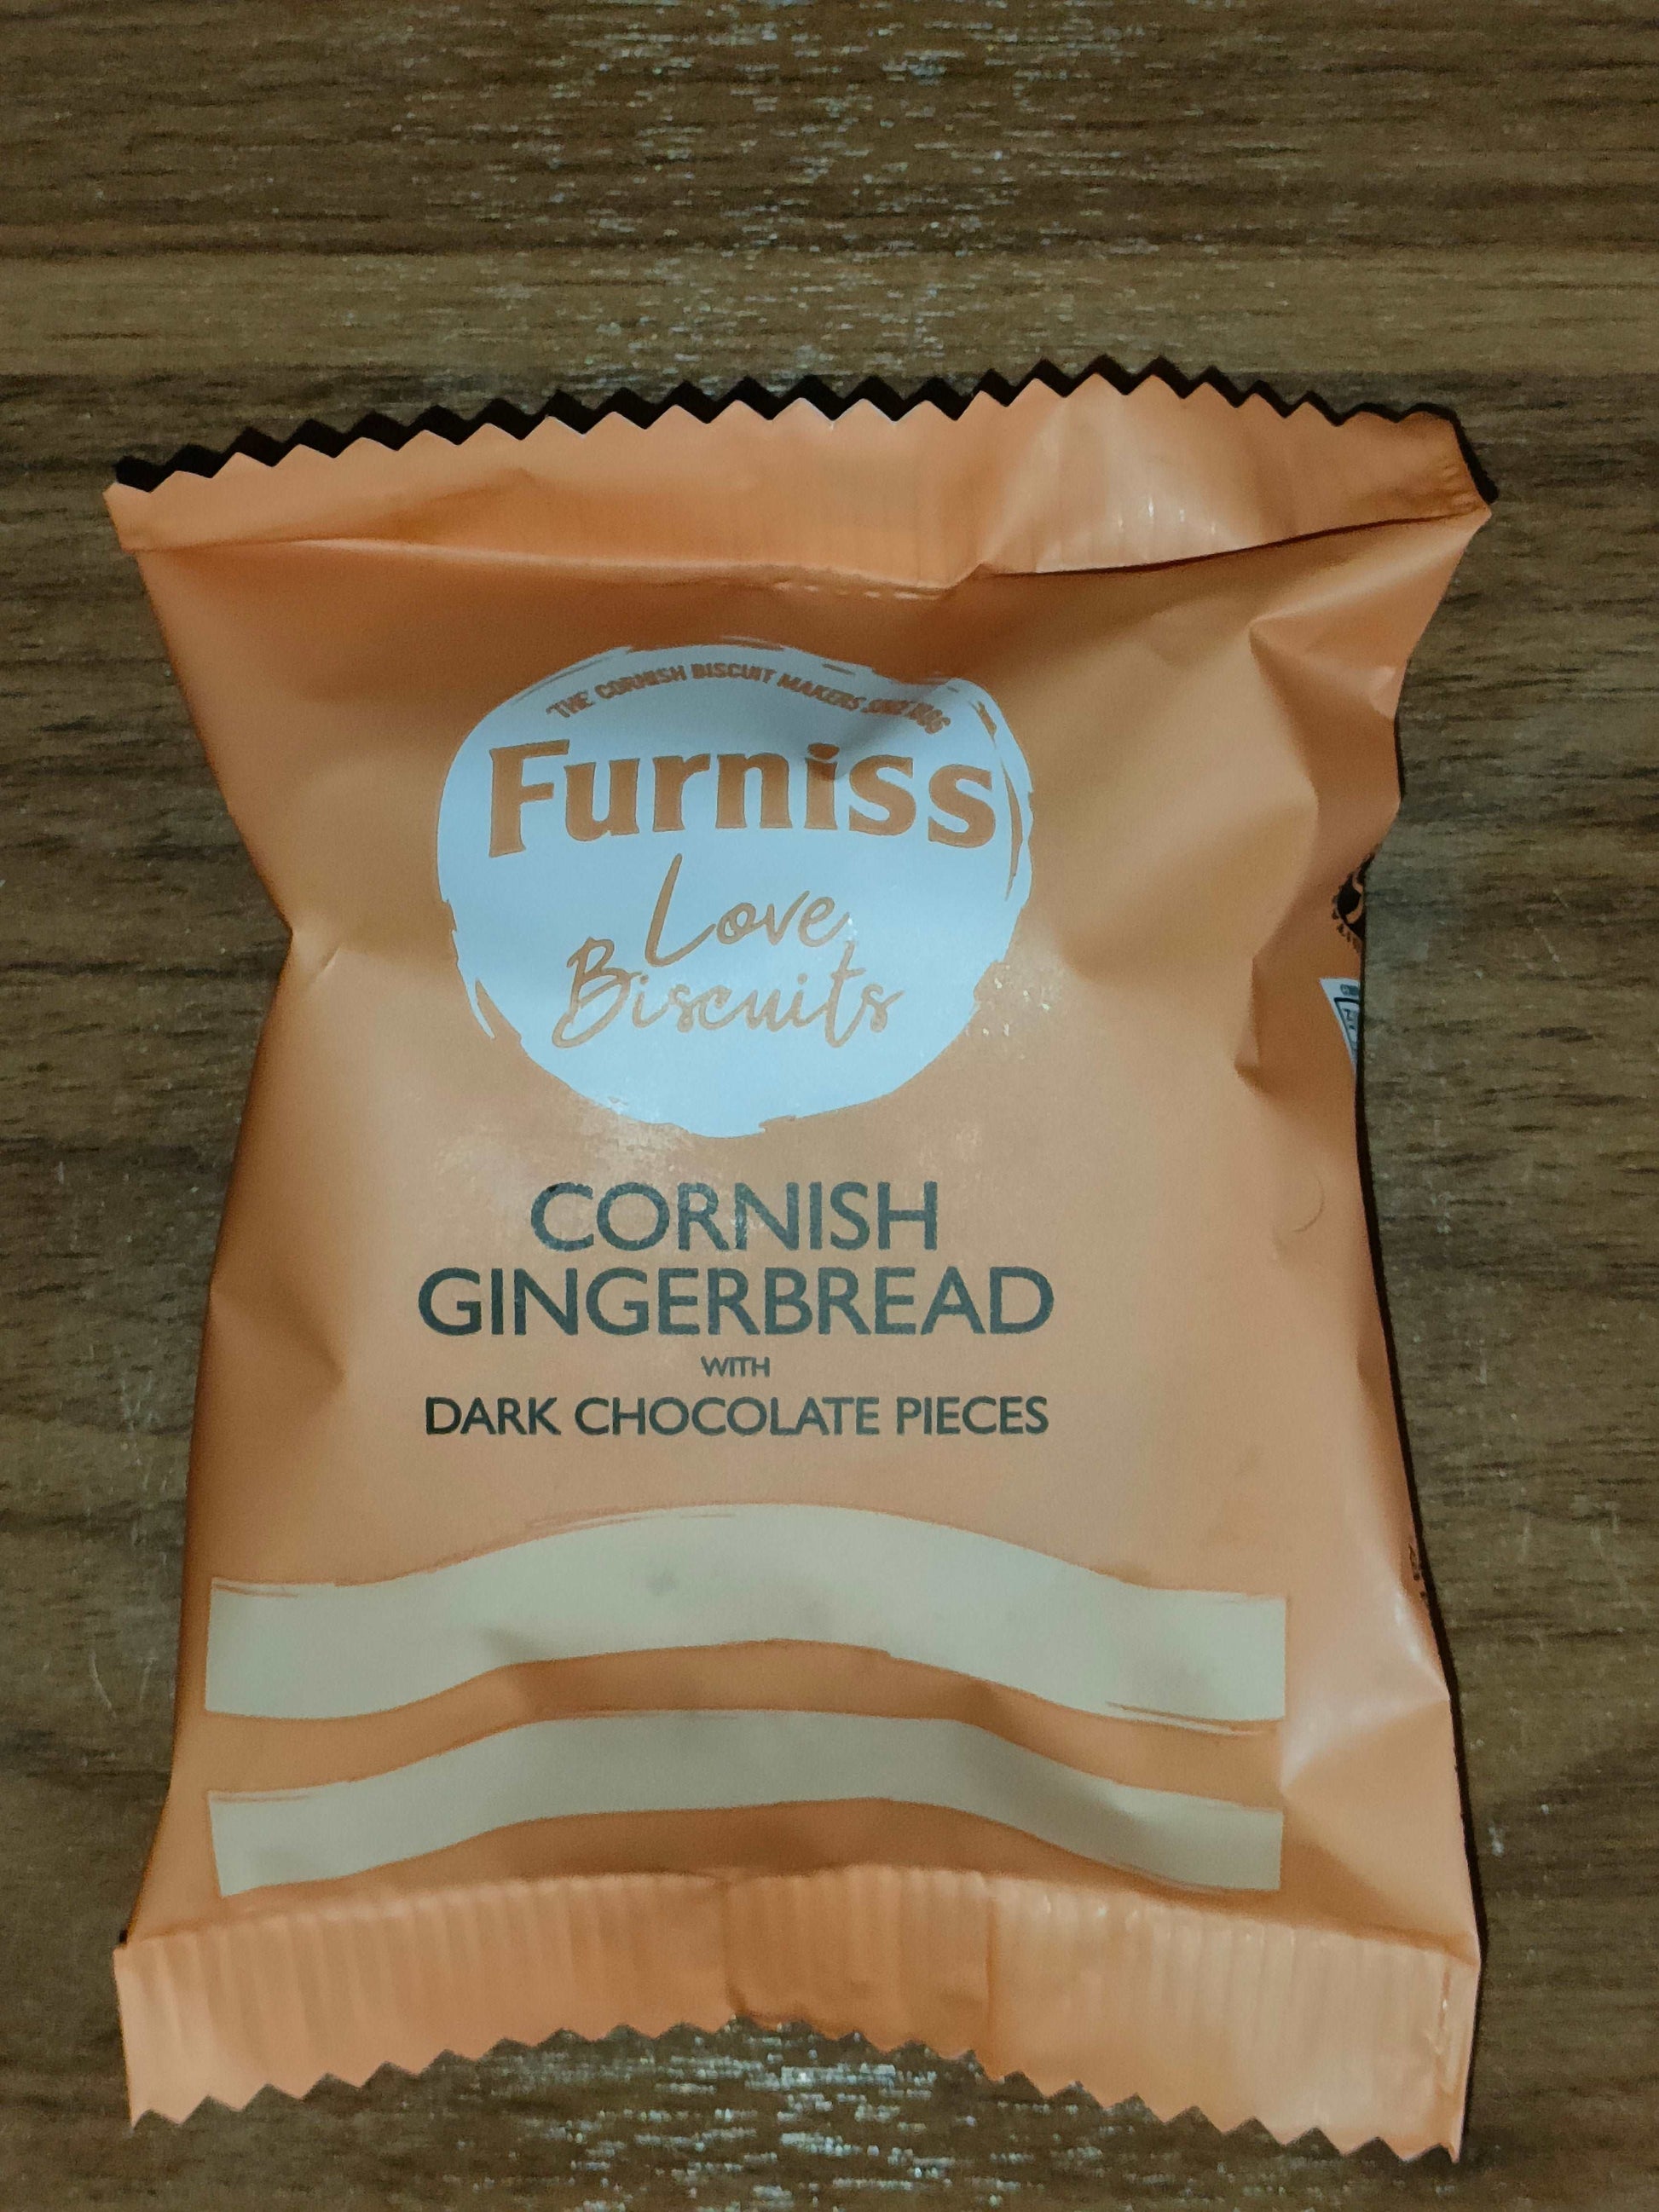 THE CORNISH BISCUIT MAKERS SINCE 1886
Furniss
Love
Biscuits
CORNISH
GINGERBREAD
WITH
DARK CHOCOLATE PIECES